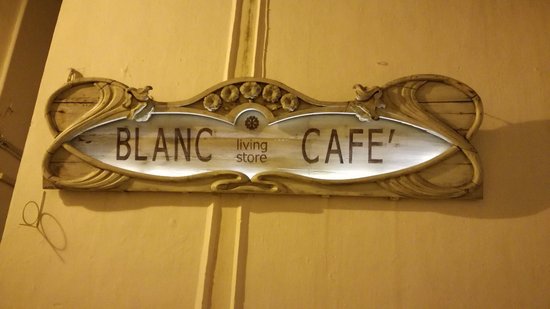 BLANC living store CAFE'